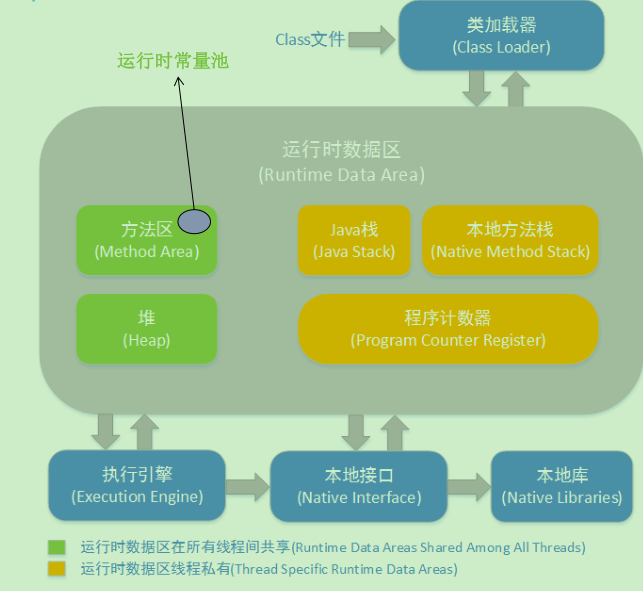 Class文件
类加载器
(Class Loader)
运行时常量池
运行时数据区
(Runtime Data Area)
方法区
(Method Area)
Java栈
(Java Stack)
本地方法栈
(Native Method Stack)
堆
(Heap)
程序计数器
(Program Counter Register)
执行引擎
(Execution Engine)
本地接口
(Native Interface)
本地库
(Native Libraries)
运行时数据区在所有线程间共享(Runtime Data Areas Shared Among All Threads)
运行时数据区线程私有(Thread Specific Runtime Data Areas)